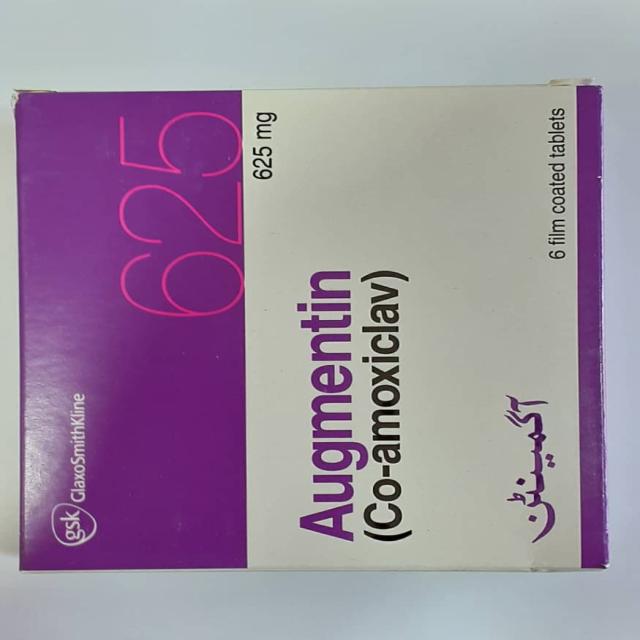 gsk GlaxoSmithKline
625
625 mg
Augmentin
(Co-amoxiclav)
آگمینٹن
6 film coated tablets